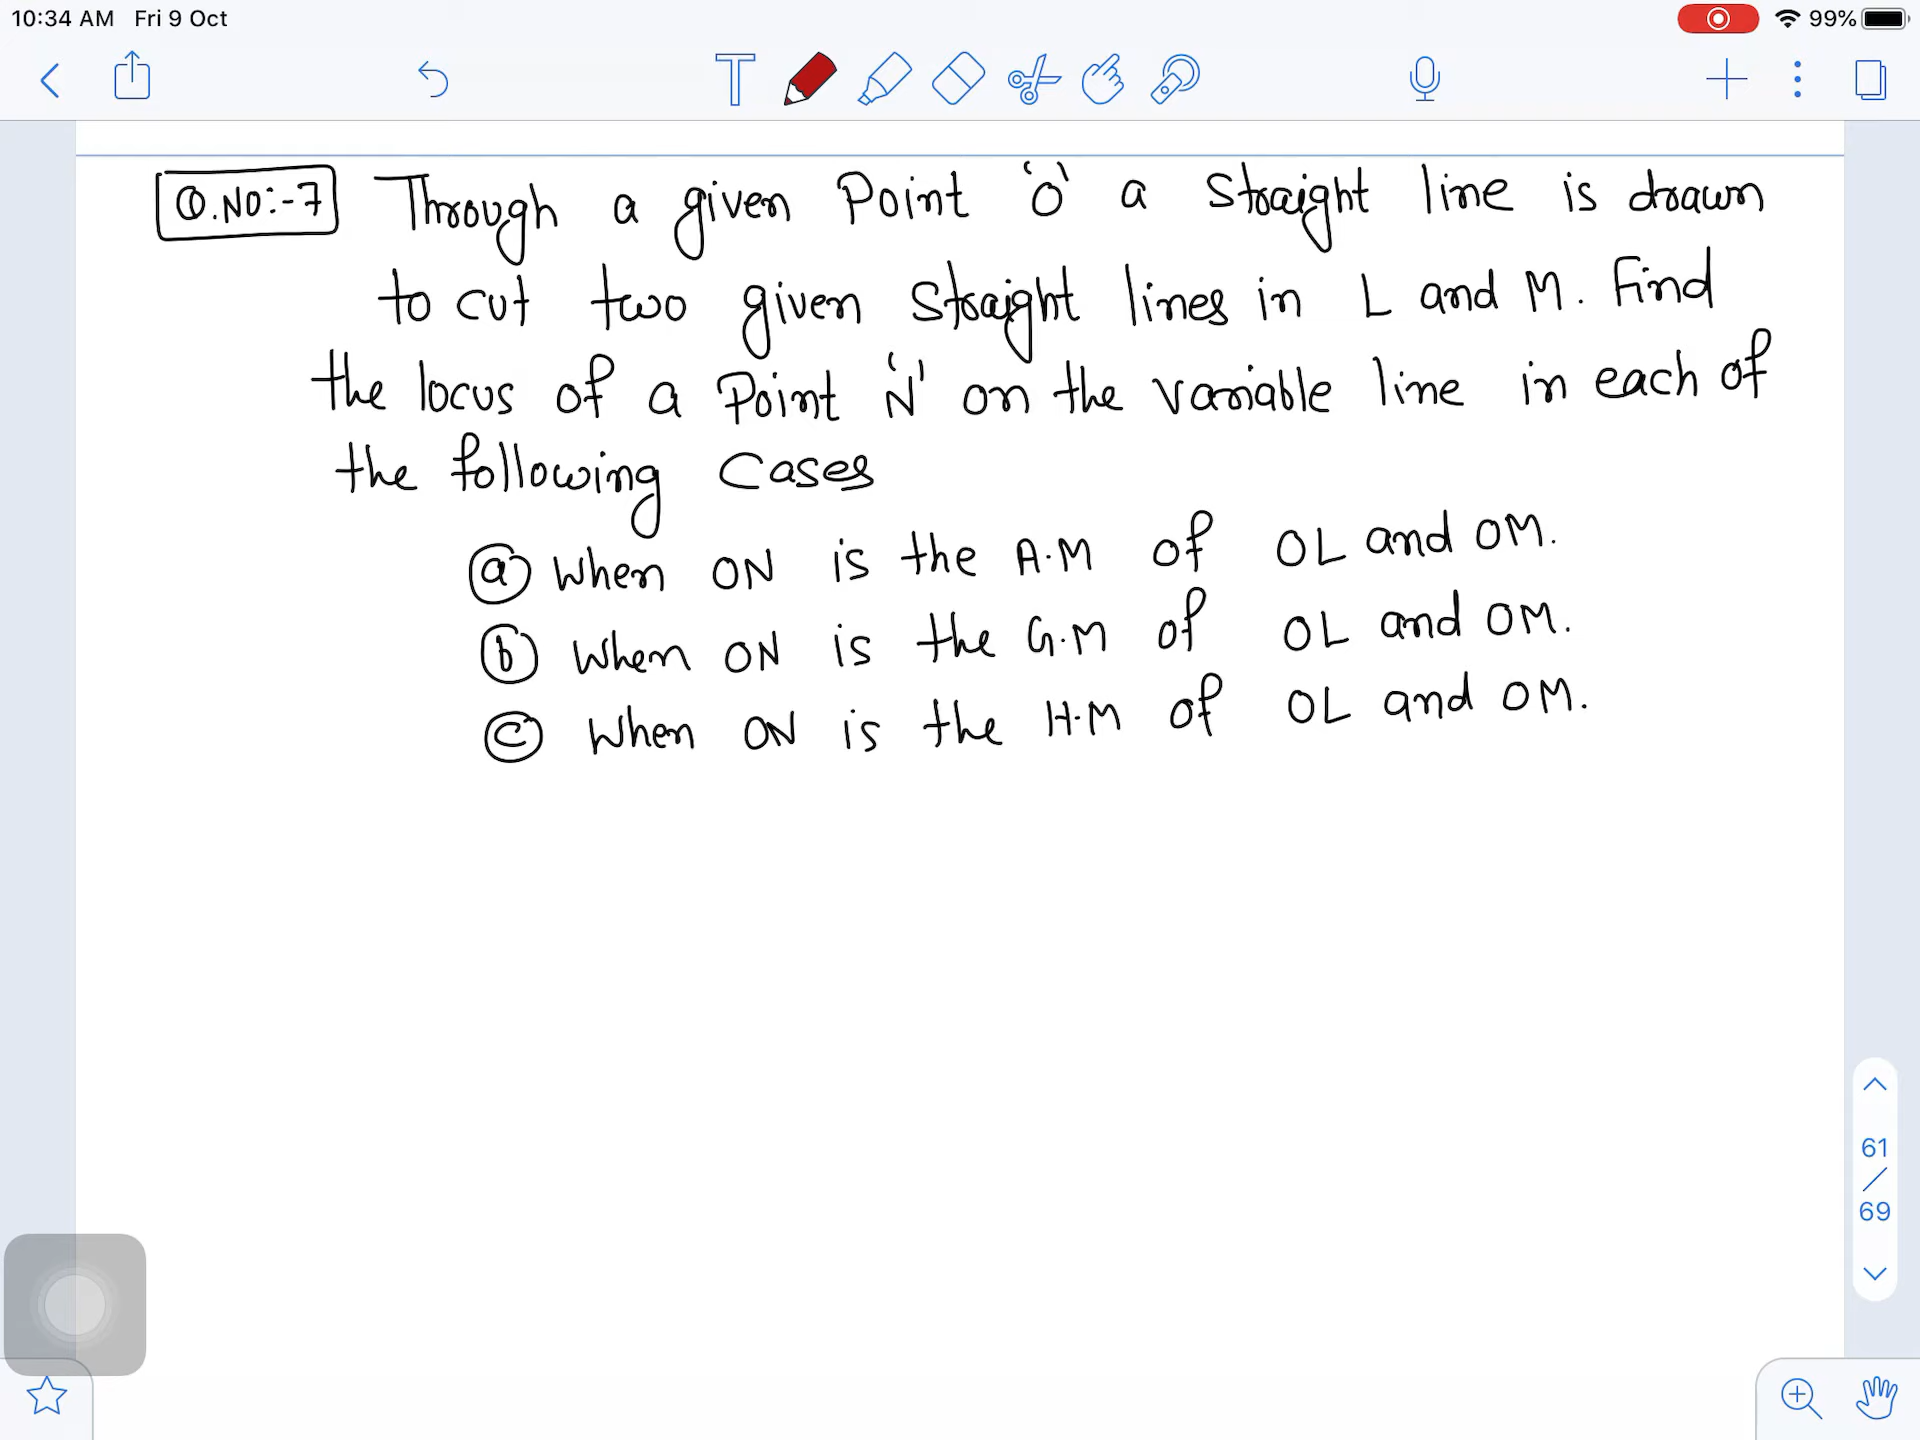 10:34 AM Fri 9 Oct
99%
T
Q.NO:-7 Through a given Point 'O' a straight line is drawn
to cut two given straight lines in L and M. Find
the locus of a Point 'N' on the variable line in each of
the following Cases
(a) When ON is the A.M of OL and OM.
(b) When ON is the G.M of OL and OM.
(c) When ON is the H.M of OL and OM.
61
/
69